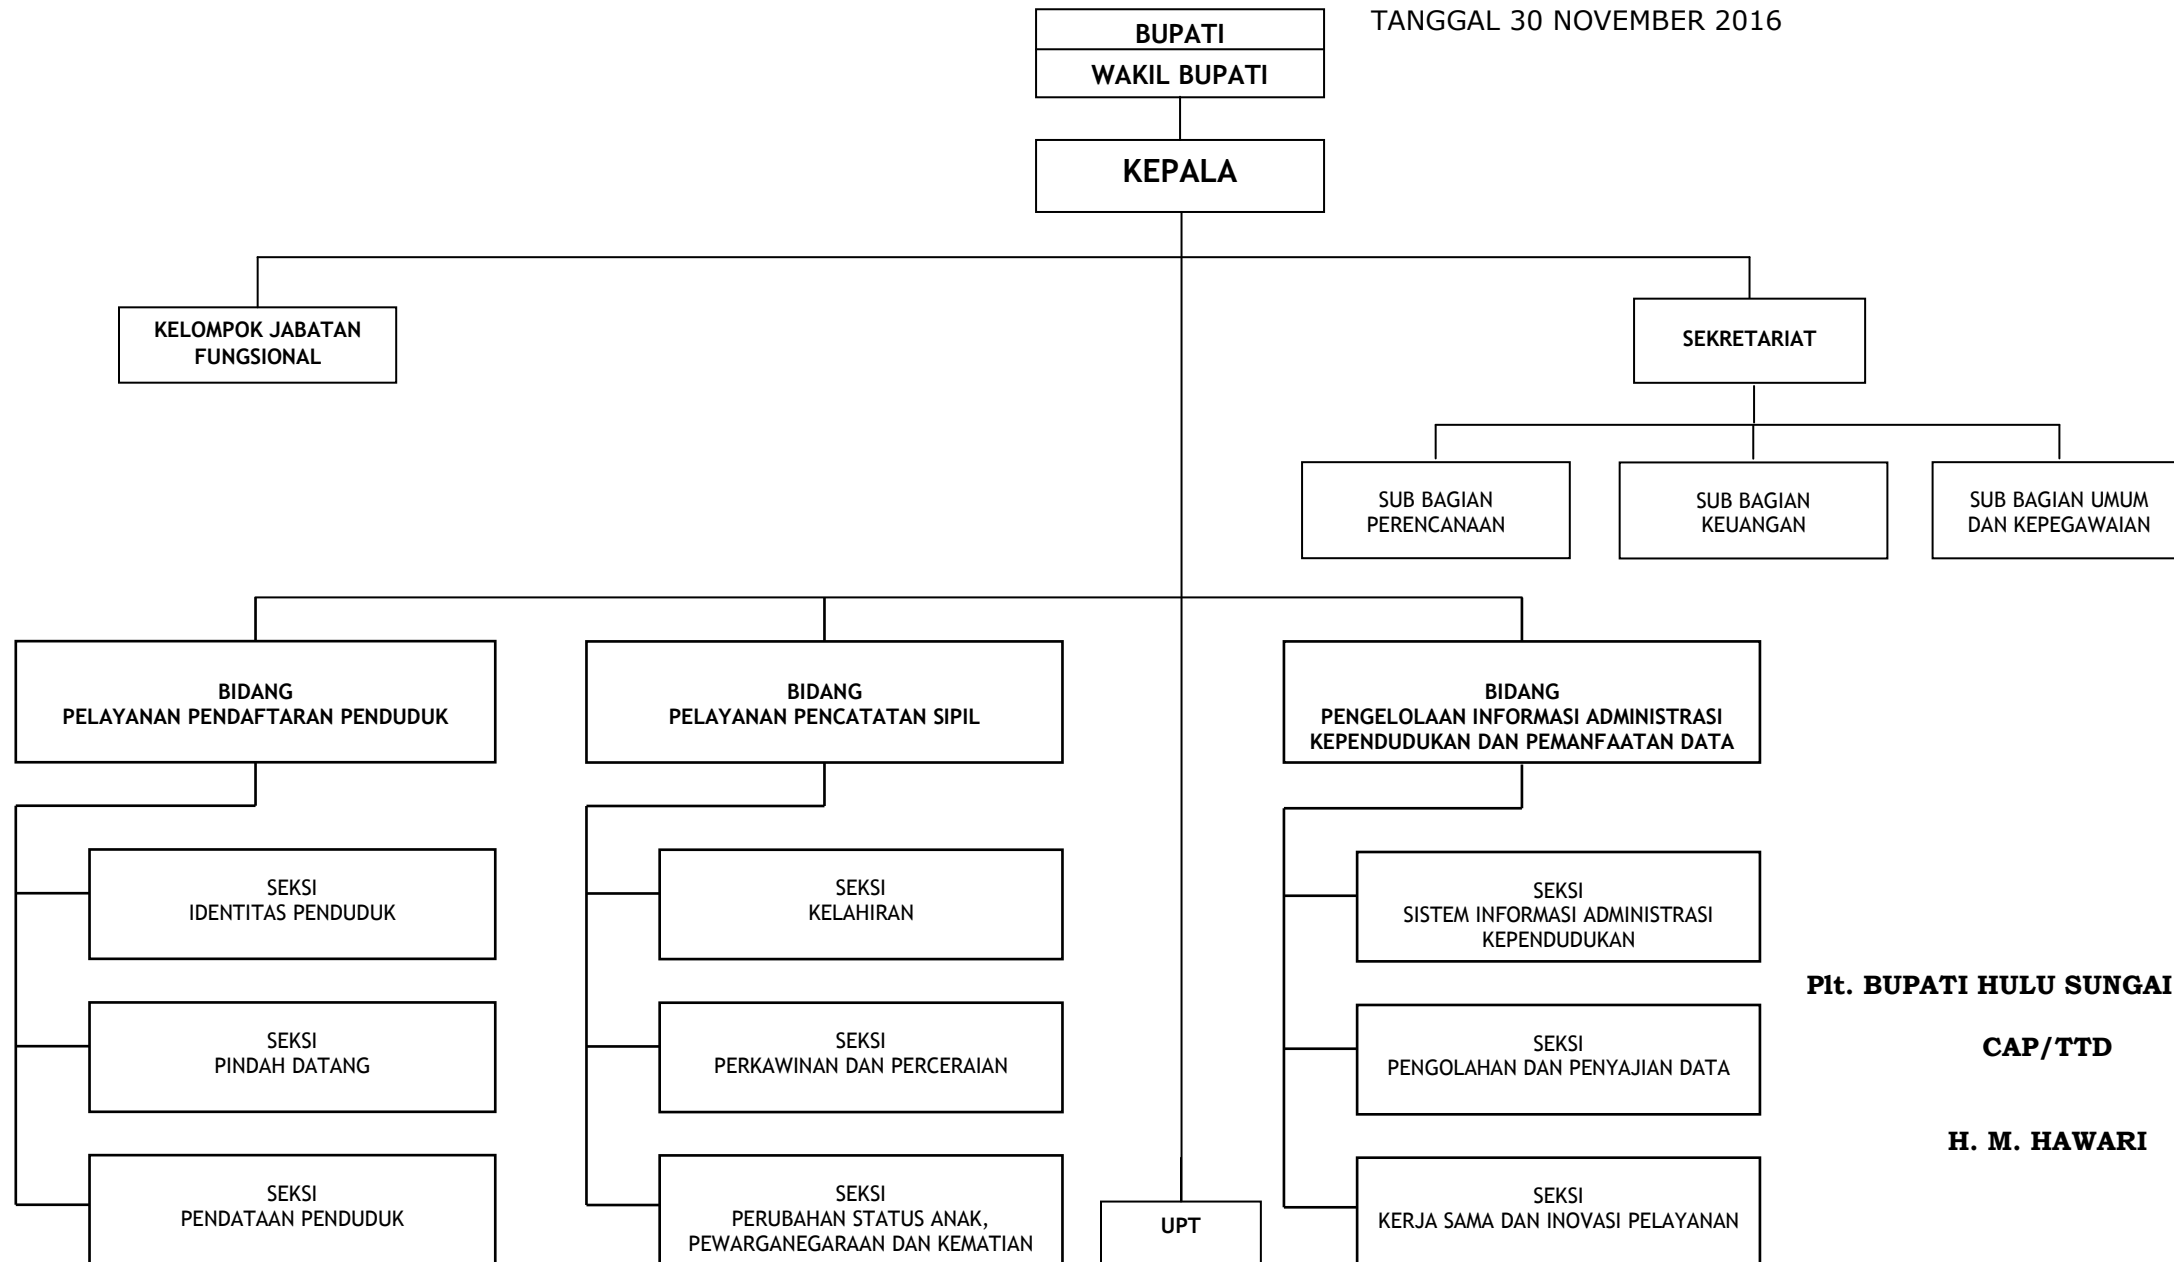 TANGGAL 30 NOVEMBER 2016
BUPATI
WAKIL BUPATI
KEPALA
KELOMPOK JABATAN
FUNGSIONAL
SEKRETARIAT
SUB BAGIAN
PERENCANAAN
SUB BAGIAN
KEUANGAN
SUB BAGIAN UMUM
DAN KEPEGAWAIAN
BIDANG
PELAYANAN PENDAFTARAN PENDUDUK
BIDANG
PELAYANAN PENCATATAN SIPIL
BIDANG
PENGELOLAAN INFORMASI ADMINISTRASI
KEPENDUDUKAN DAN PEMANFAATAN DATA
SEKSI
IDENTITAS PENDUDUK
SEKSI
PINDAH DATANG
SEKSI
PENDATAAN PENDUDUK
SEKSI
KELAHIRAN
SEKSI
PERKAWINAN DAN PERCERAIAN
SEKSI
PERUBAHAN STATUS ANAK,
PEWARGANEGARAAN DAN KEMATIAN
UPT
SEKSI
SISTEM INFORMASI ADMINISTRASI
KEPENDUDUKAN
SEKSI
PENGOLAHAN DAN PENYAJIAN DATA
SEKSI
KERJA SAMA DAN INOVASI PELAYANAN
Plt. BUPATI HULU SUNGAI
CAP/TTD
H. M. HAWARI